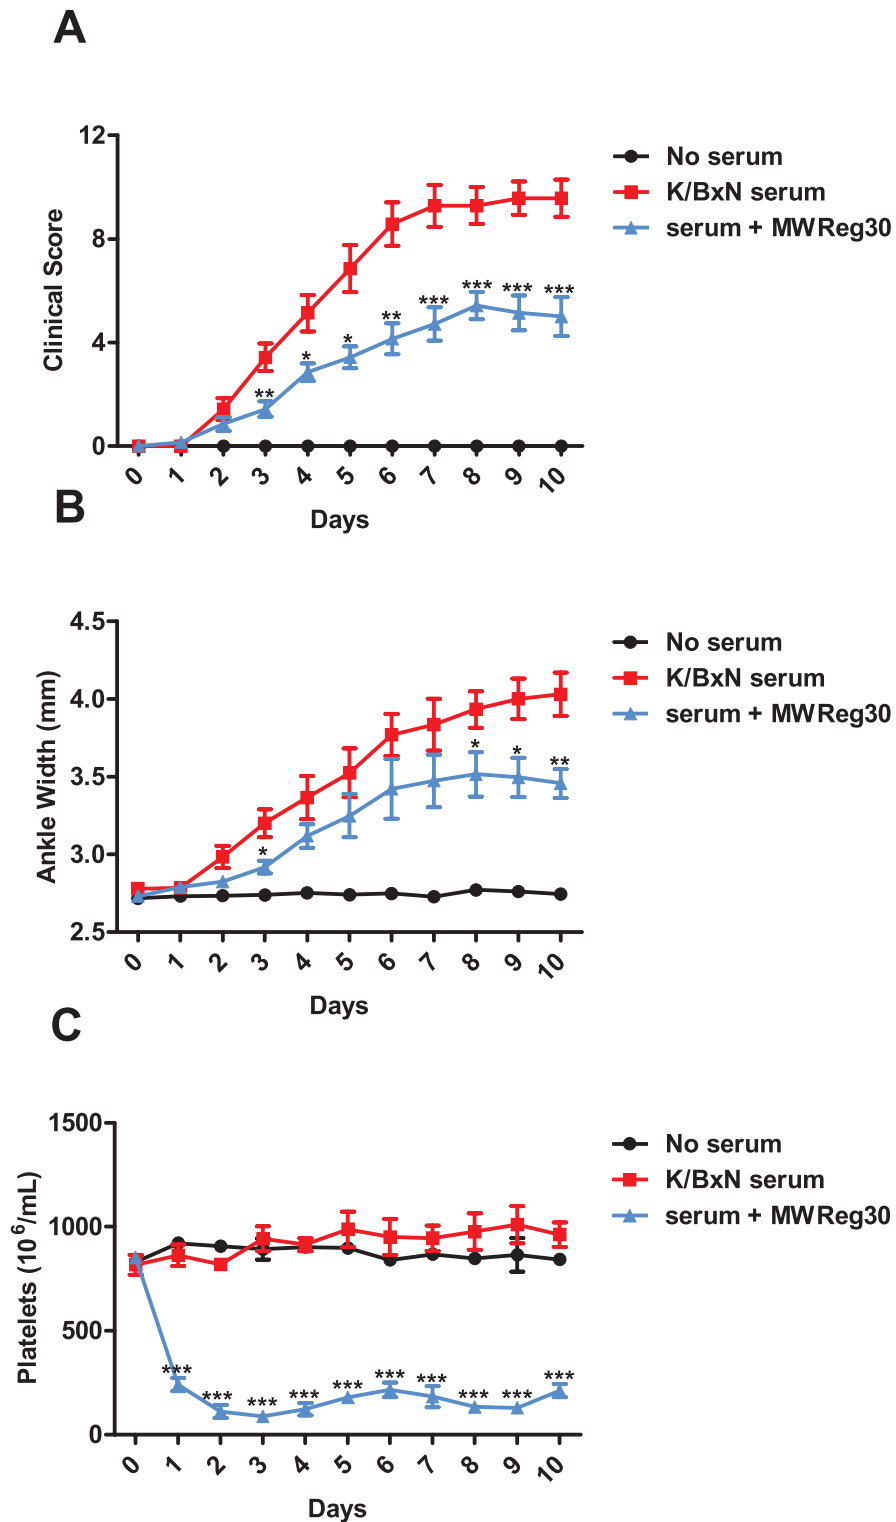 A
12
8
4
0
Clinical Score
** * * ** *** *** *** ***
0 1 2 3 4 5 6 7 8 9 10
Days
No serum
K/BxN serum
serum + MWReg30
B
4.5
4.0
3.5
3.0
2.5
Ankle Width (mm)
* * * **
0 1 2 3 4 5 6 7 8 9 10
Days
No serum
K/BxN serum
serum + MWReg30
C
1500
1000
500
0
Platelets (10⁶/mL)
*** *** *** *** *** *** *** *** *** ***
0 1 2 3 4 5 6 7 8 9 10
Days
No serum
K/BxN serum
serum + MWReg30